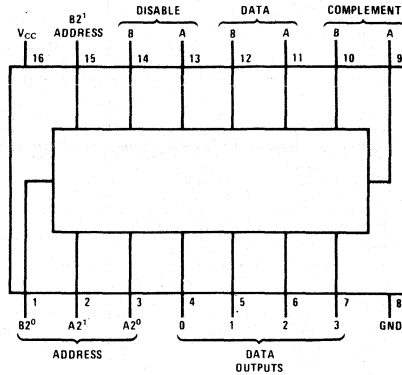 DISABLE DATA COMPLEMENT
V_CC B2¹ ADDRESS B A B A B A
16 15 14 13 12 11 10 9
1 2 3 4 5 6 7 8
B2⁰ A2¹ A2⁰ 0 1 2 3 GND
ADDRESS DATA OUTPUTS